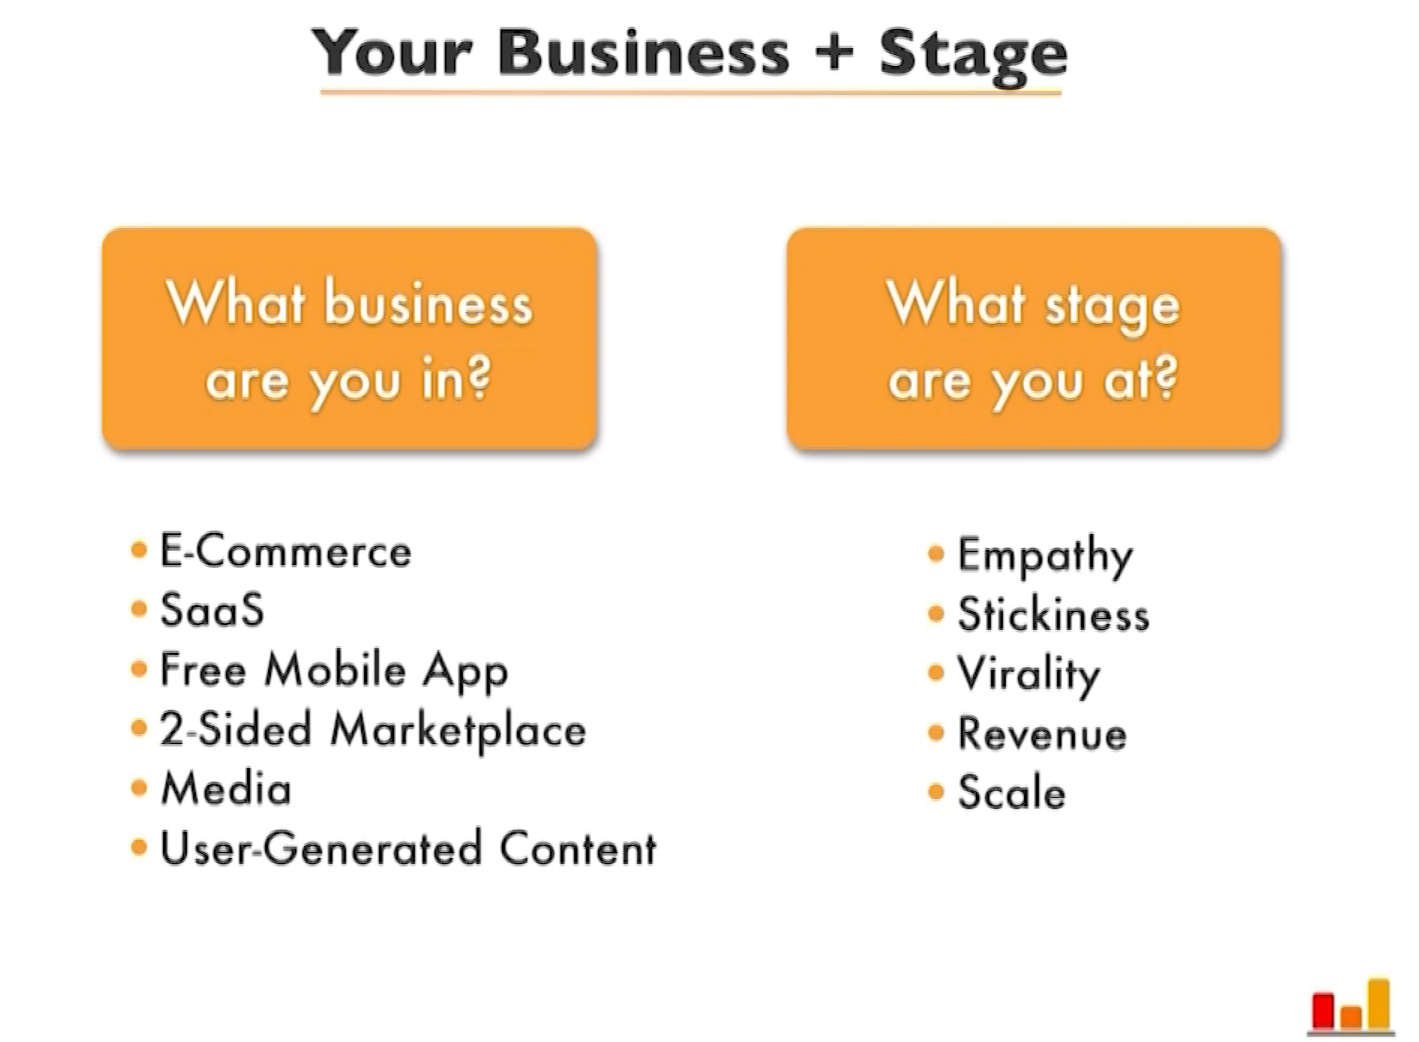 Your Business + Stage
What business
are you in?
E-Commerce
SaaS
Free Mobile App
2-Sided Marketplace
Media
User-Generated Content
What stage
are you at?
Empathy
Stickiness
Virality
Revenue
Scale